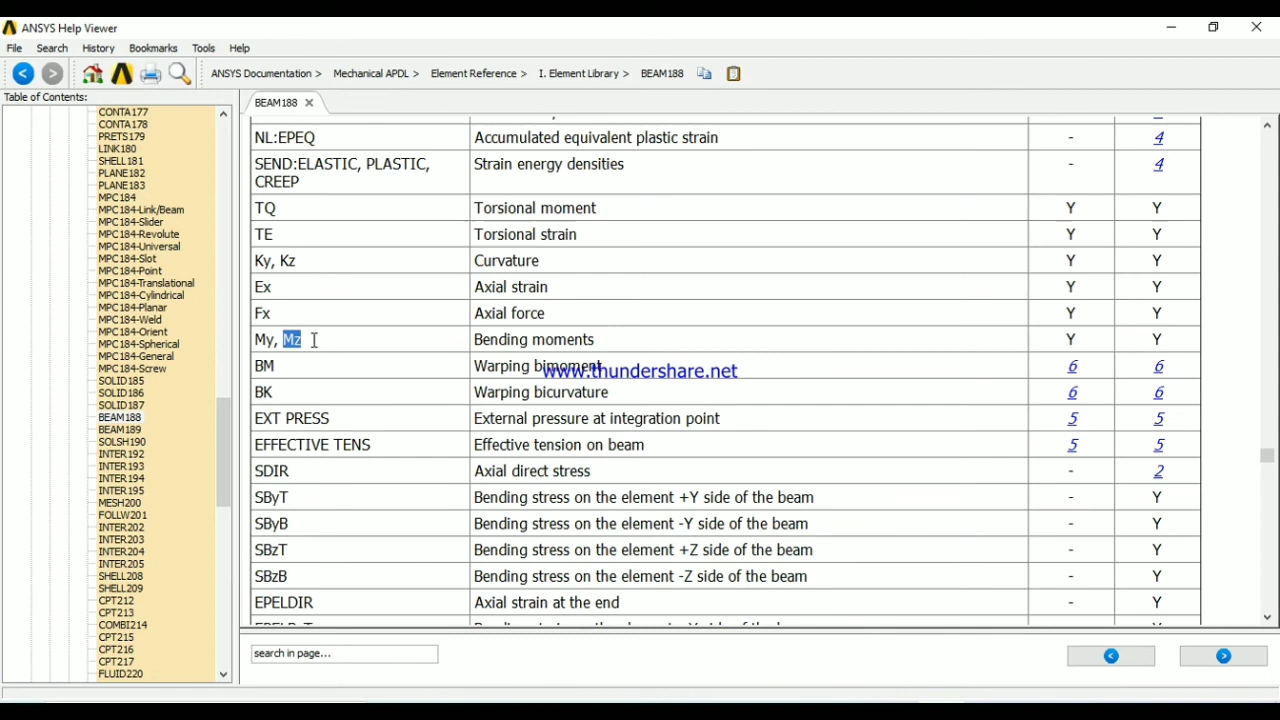 ANSYS Help Viewer
File Search History Bookmarks Tools Help
ANSYS Documentation > Mechanical APDL > Element Reference > I. Element Library > BEAM188
Table of Contents:
CONTA177
CONTA178
PRETS179
LINK180
SHELL181
PLANE182
PLANE183
MPC184
MPC184-Link/Beam
MPC184-Slider
MPC184-Revolute
MPC184-Universal
MPC184-Slot
MPC184-Point
MPC184-Translational
MPC184-Cylindrical
MPC184-Planar
MPC184-Weld
MPC184-Orient
MPC184-Spherical
MPC184-General
MPC184-Screw
SOLID185
SOLID186
SOLID187
BEAM188
BEAM189
SOLSH190
INTER192
INTER193
INTER194
INTER195
MESH200
FOLLW201
INTER202
INTER203
INTER204
INTER205
SHELL208
SHELL209
CPT212
CPT213
COMBI214
CPT215
CPT216
CPT217
FLUID220
BEAM188
NL:EPEQ Accumulated equivalent plastic strain - 4
SEND:ELASTIC, PLASTIC, Strain energy densities - 4
CREEP
TQ Torsional moment Y Y
TE Torsional strain Y Y
Ky, Kz Curvature Y Y
Ex Axial strain Y Y
Fx Axial force Y Y
My, Mz Bending moments Y Y
BM Warping bimoment 6 6
www.thundershare.net
BK Warping bicurvature 6 6
EXT PRESS External pressure at integration point 5 5
EFFECTIVE TENS Effective tension on beam 5 5
SDIR Axial direct stress - 2
SByT Bending stress on the element +Y side of the beam - Y
SByB Bending stress on the element -Y side of the beam - Y
SBzT Bending stress on the element +Z side of the beam - Y
SBzB Bending stress on the element -Z side of the beam - Y
EPELDIR Axial strain at the end - Y
search in page...